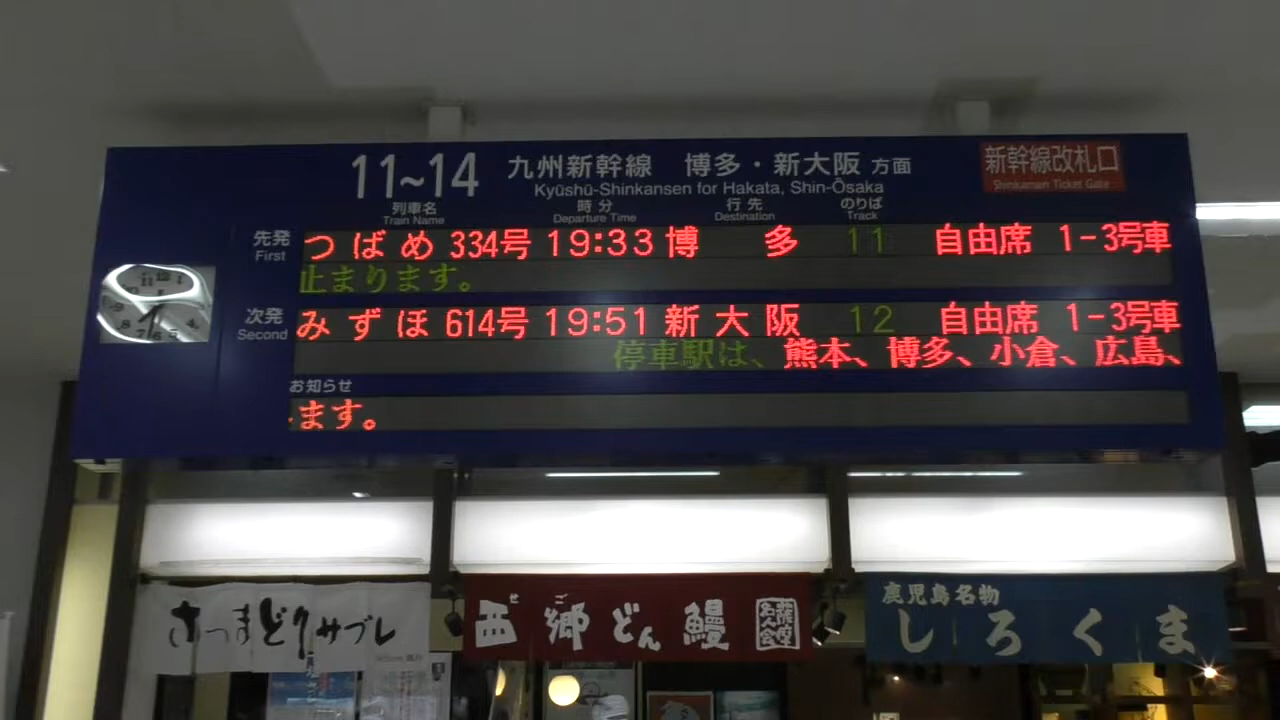 11~14 九州新幹線 博多・新大阪 方面 新幹線改札口
Kyūshū-Shinkansen for Hakata, Shin-Ōsaka Shinkansen Ticket Gate
列車名 時分 行先 のりば
Train Name Departure Time Destination Track
先発 つばめ 334号 19:33 博多 11 自由席 1-3号車
First
止まります。
次発 みずほ 614号 19:51 新大阪 12 自由席 1-3号車
Second
停車駅は、熊本、博多、小倉、広島、
お知らせ
ます。
さつまどりサブレ
せご
西郷どん鰻 薩摩名人會
鹿児島名物
しろくま